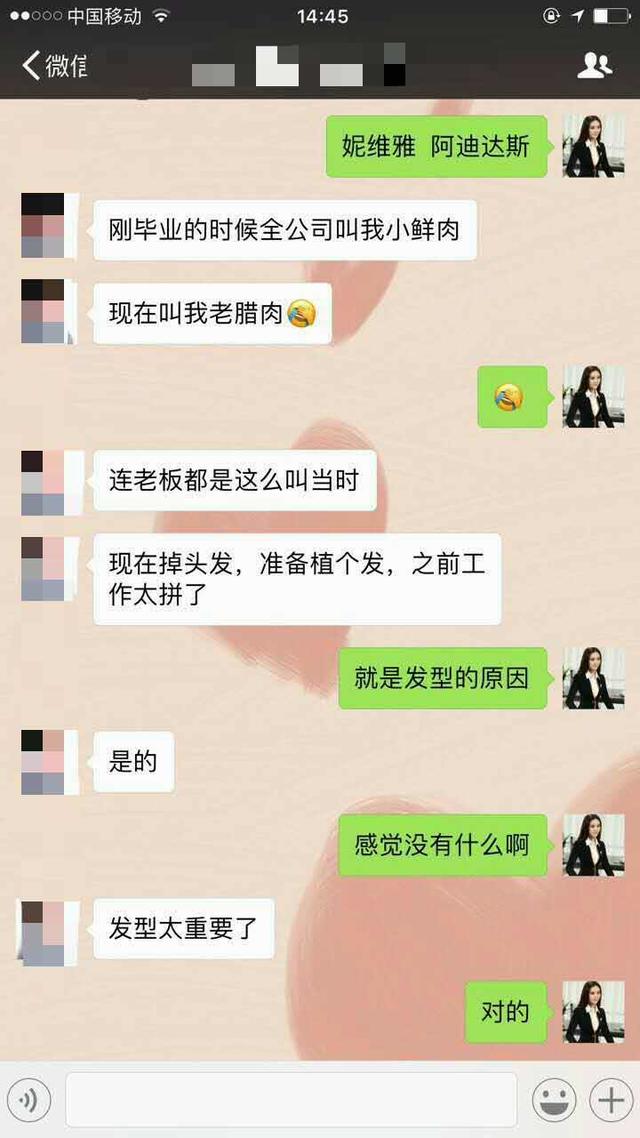 中国移动
14:45
微信
妮维雅 阿迪达斯
刚毕业的时候全公司叫我小鲜肉
现在叫我老腊肉
连老板都是这么叫当时
现在掉头发，准备植个发，之前工
作太拼了
就是发型的原因
是的
感觉没有什么啊
发型太重要了
对的